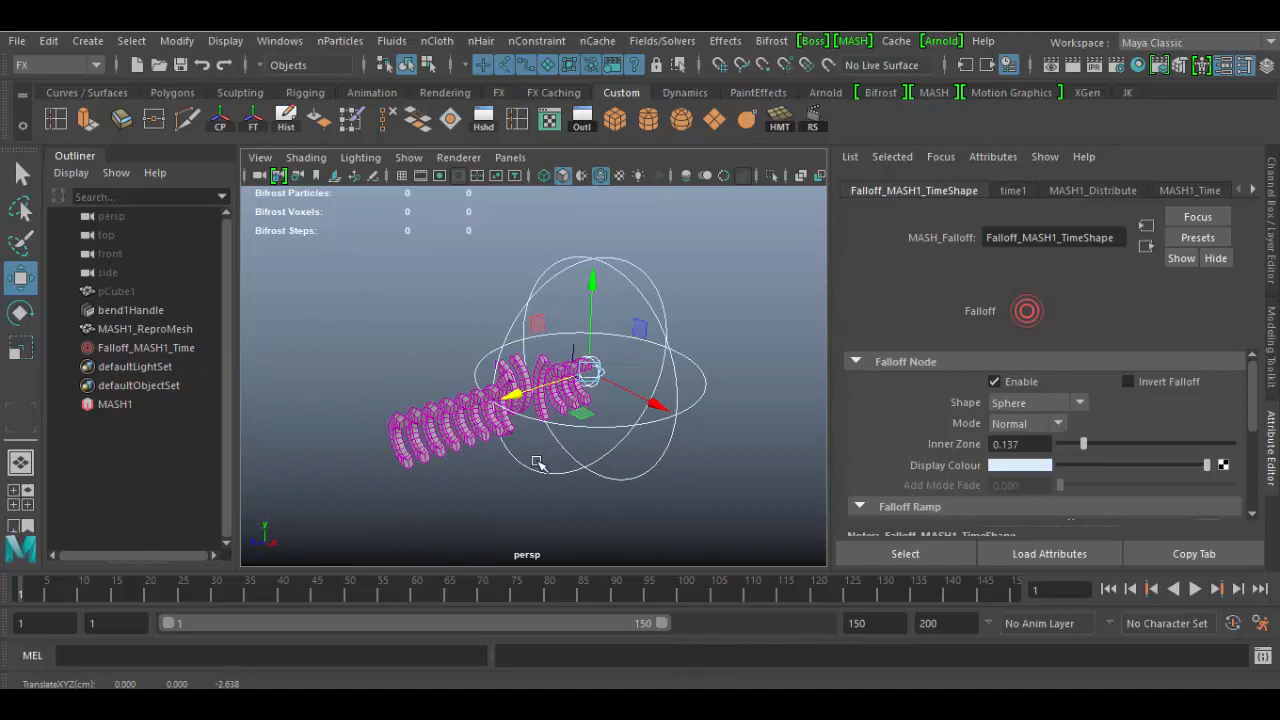 File Edit Create Select Modify Display Windows nParticles Fluids nCloth nHair nConstraint nCache Fields/Solvers Effects Bifrost [Boss] [MASH] Cache [Arnold] Help Workspace : Maya Classic
FX Objects No Live Surface
Curves / Surfaces Polygons Sculpting Rigging Animation Rendering FX FX Caching Custom Dynamics PaintEffects Arnold [ Bifrost ] [ MASH ] [ Motion Graphics ] XGen JK
CP FT Hist Hshd Outl HMT RS
Outliner
Display Show Help
Search...
persp
top
front
side
pCube1
bend1Handle
MASH1_ReproMesh
Falloff_MASH1_Time
defaultLightSet
defaultObjectSet
MASH1
View Shading Lighting Show Renderer Panels
Bifrost Particles: 0 0
Bifrost Voxels: 0 0
Bifrost Steps: 0 0
persp
List Selected Focus Attributes Show Help
Falloff_MASH1_TimeShape time1 MASH1_Distribute MASH1_Time
MASH_Falloff: Falloff_MASH1_TimeShape
Focus
Presets
Show Hide
Falloff
Falloff Node
Enable Invert Falloff
Shape Sphere
Mode Normal
Inner Zone 0.137
Display Colour
Add Mode Fade 0.000
Falloff Ramp
Notes: Falloff_MASH1_TimeShape
Select Load Attributes Copy Tab
Channel Box / Layer Editor
Modeling Toolkit
Attribute Editor
1 5 10 15 20 25 30 35 40 45 50 55 60 65 70 75 80 85 90 95 100 105 110 115 120 125 130 135 140 145 15 1
1 1 1 150 150 200 No Anim Layer No Character Set
MEL
TranslateXYZ(cm): 0.000 0.000 -2.638